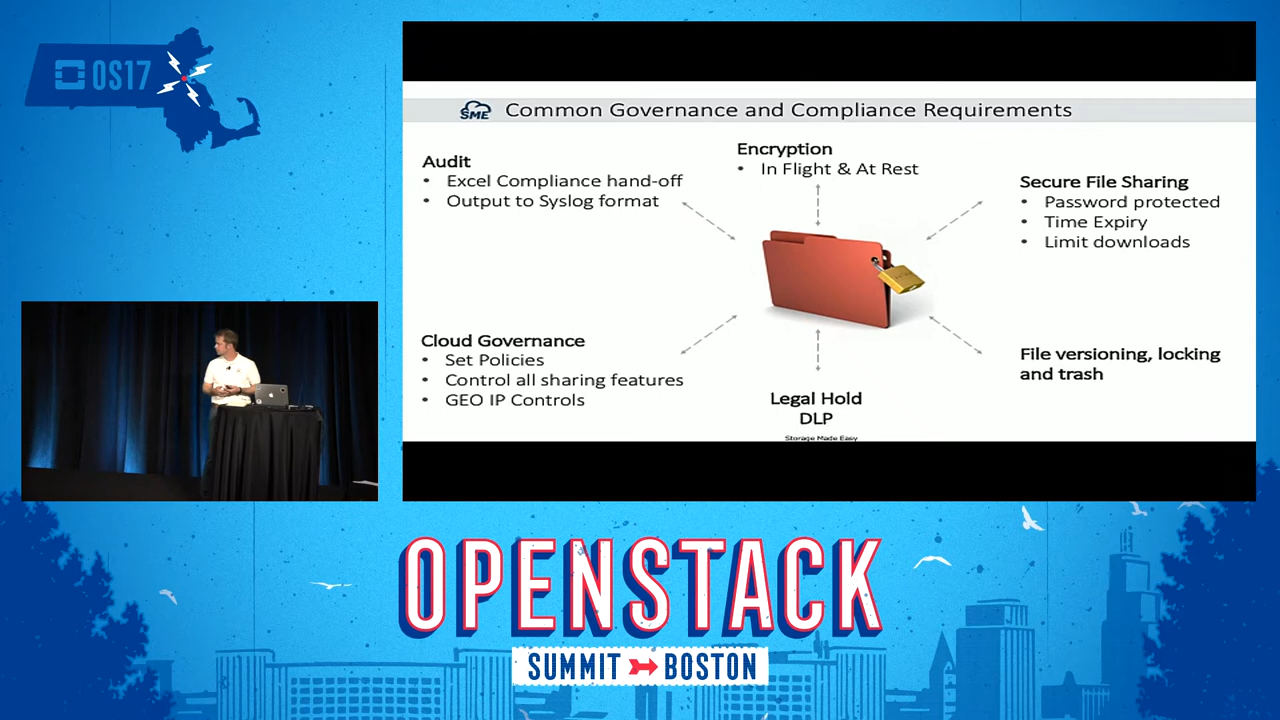 OS17
SME
Common Governance and Compliance Requirements
Audit
• Excel Compliance hand-off
• Output to Syslog format
Encryption
• In Flight & At Rest
Secure File Sharing
• Password protected
• Time Expiry
• Limit downloads
Cloud Governance
• Set Policies
• Control all sharing features
• GEO IP Controls
Legal Hold
DLP
File versioning, locking
and trash
Storage Made Easy
OPENSTACK
SUMMIT BOSTON